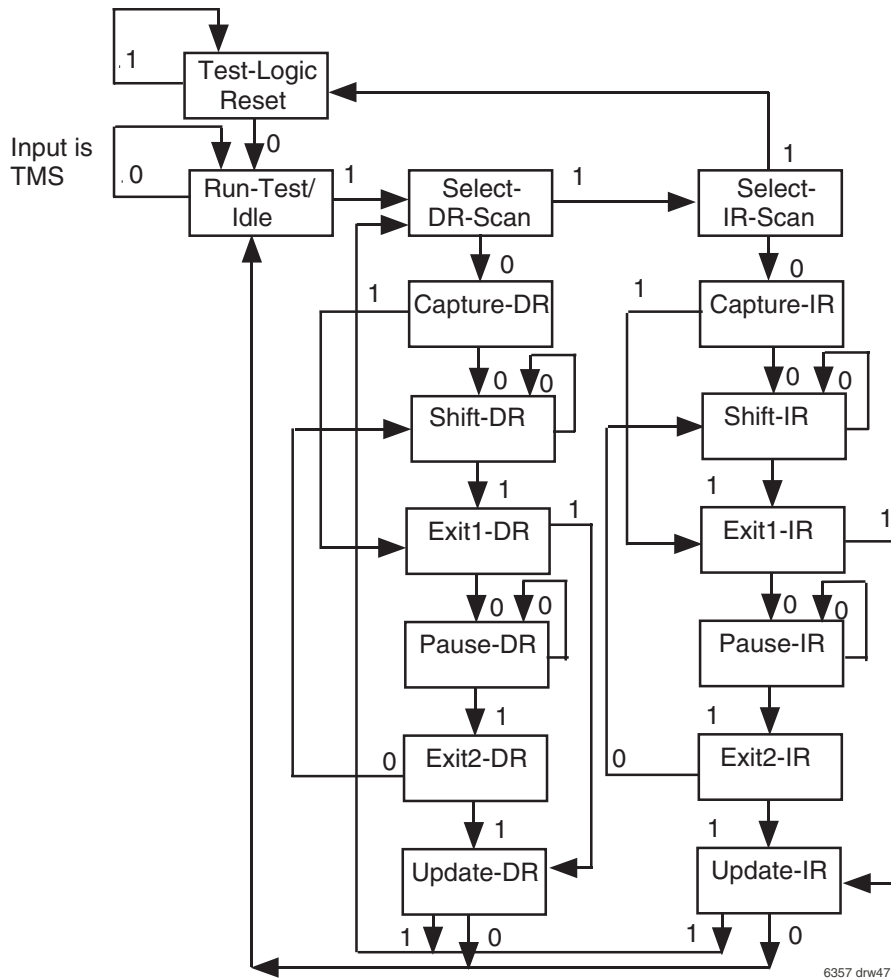 .1
Test-Logic
Reset
0
Input is
TMS
.0
Run-Test/
Idle
1
Select-
DR-Scan
1
Select-
IR-Scan
1
0
0
1
Capture-DR
1
Capture-IR
0
0
0
0
Shift-DR
Shift-IR
1
1
Exit1-DR
1
Exit1-IR
1
0
0
0
0
Pause-DR
Pause-IR
1
1
0
Exit2-DR
0
Exit2-IR
1
1
Update-DR
Update-IR
1
0
1
0
6357 drw47